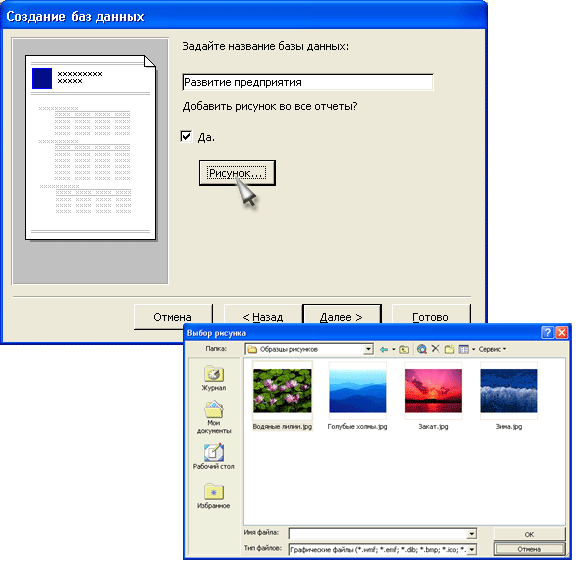 Создание баз данных
Задайте название базы данных:
xxxxxxxxx
xxxxx
Развитие предприятия
Добавить рисунок во все отчеты?
Да.
Рисунок...
Отмена
< Назад
Далее >
Готово
Выбор рисунка
Папка:
Образцы рисунков
Сервис
Журнал
Мои
документы
Рабочий стол
Избранное
Водяные лилии.jpg
Голубые холмы.jpg
Закат.jpg
Зима.jpg
Имя файла:
OK
Тип файлов:
Графические файлы (*.wmf; *.emf; *.dib; *.bmp; *.ico; *.
Отмена